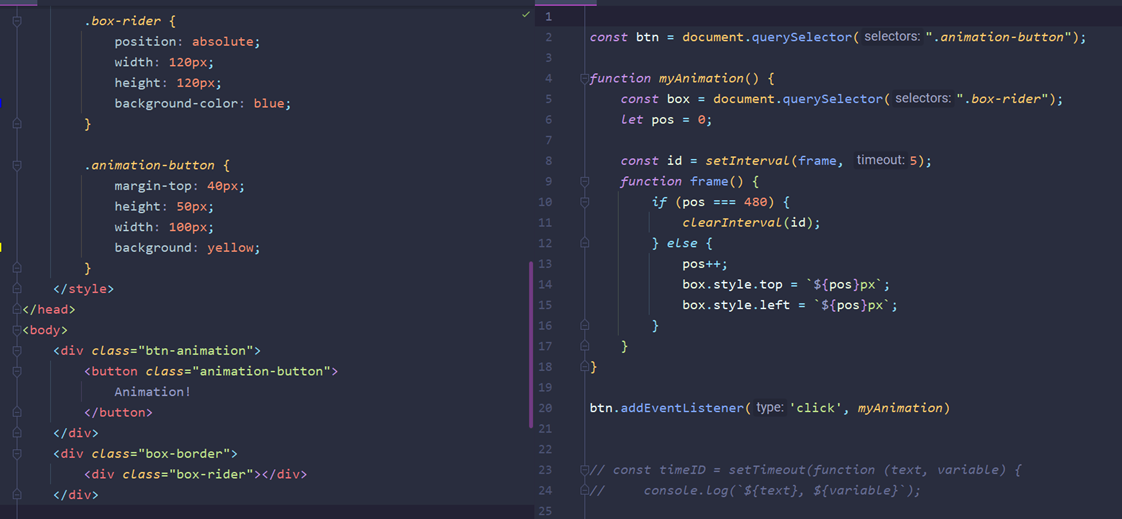 .box-rider {
position: absolute;
width: 120px;
height: 120px;
background-color: blue;
}
.animation-button {
margin-top: 40px;
height: 50px;
width: 100px;
background: yellow;
}
</style>
</head>
<body>
<div class="btn-animation">
<button class="animation-button">
Animation!
</button>
</div>
<div class="box-border">
<div class="box-rider"></div>
</div>
1
2 const btn = document.querySelector( selectors: ".animation-button");
3
4 function myAnimation() {
5 const box = document.querySelector( selectors: ".box-rider");
6 let pos = 0;
7
8 const id = setInterval(frame, timeout: 5);
9 function frame() {
10 if (pos === 480) {
11 clearInterval(id);
12 } else {
13 pos++;
14 box.style.top = `${pos}px`;
15 box.style.left = `${pos}px`;
16 }
17 }
18 }
19
20 btn.addEventListener( type: 'click', myAnimation)
21
22
23 // const timeID = setTimeout(function (text, variable) {
24 // console.log(`${text}, ${variable}`);
25